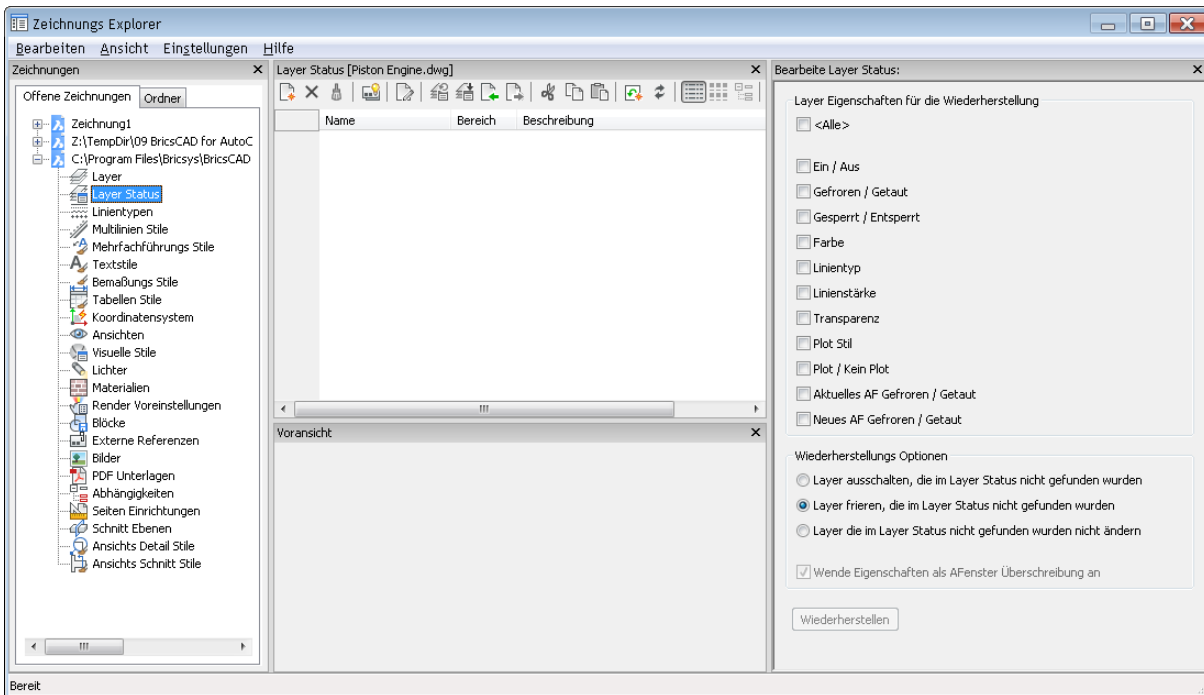 Zeichnungs Explorer
Bearbeiten Ansicht Einstellungen Hilfe
Zeichnungen
Offene Zeichnungen Ordner
Zeichnung1
Z:\TempDir\09 BricsCAD for AutoC
C:\Program Files\Bricsys\BricsCAD
Layer
Layer Status
Linientypen
Multilinien Stile
Mehrfachführungs Stile
Textstile
Bemaßungs Stile
Tabellen Stile
Koordinatensystem
Ansichten
Visuelle Stile
Lichter
Materialien
Render Voreinstellungen
Blöcke
Externe Referenzen
Bilder
PDF Unterlagen
Abhängigkeiten
Seiten Einrichtungen
Schnitt Ebenen
Ansichts Detail Stile
Ansichts Schnitt Stile
Layer Status [Piston Engine.dwg]
Name Bereich Beschreibung
Voransicht
Bearbeite Layer Status:
Layer Eigenschaften für die Wiederherstellung
<Alle>
Ein / Aus
Gefroren / Getaut
Gesperrt / Entsperrt
Farbe
Linientyp
Linienstärke
Transparenz
Plot Stil
Plot / Kein Plot
Aktuelles AF Gefroren / Getaut
Neues AF Gefroren / Getaut
Wiederherstellungs Optionen
Layer ausschalten, die im Layer Status nicht gefunden wurden
Layer frieren, die im Layer Status nicht gefunden wurden
Layer die im Layer Status nicht gefunden wurden nicht ändern
Wende Eigenschaften als AFenster Überschreibung an
Wiederherstellen
Bereit